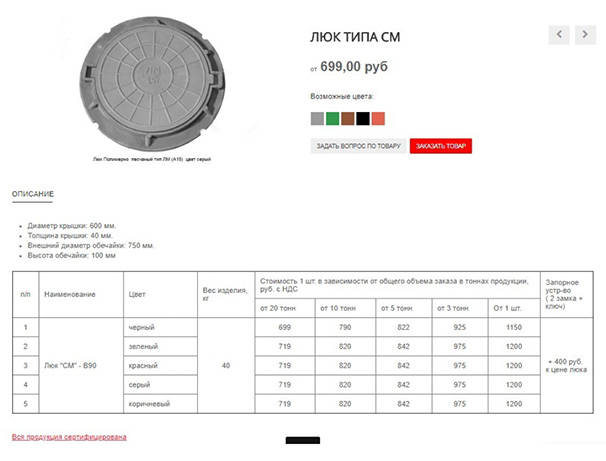 ЛЮК ТИПА СМ
от 699,00 руб
Возможные цвета:
ЗАДАТЬ ВОПРОС ПО ТОВАРУ ЗАКАЗАТЬ ТОВАР
Люк Полимерно песчаный тип ЛМ (А15) цвет серый
ОПИСАНИЕ
Диаметр крышки: 600 мм.
Толщина крышки: 40 мм.
Внешний диаметр обечайки: 750 мм.
Высота обечайки: 100 мм
п/п Наименование Цвет Вес изделия, кг Стоимость 1 шт. в зависимости от общего объема заказа в тоннах продукции, руб. с НДС Запорное устр-во ( 2 замка + ключ)
от 20 тонн от 10 тонн от 5 тонн от 3 тонн От 1 шт.
1 черный 699 790 822 925 1150
2 зеленый 719 820 842 975 1200
3 Люк "СМ" - В90 красный 40 719 820 842 975 1200 + 400 руб. к цене люка
4 серый 719 820 842 975 1200
5 коричневый 719 820 842 975 1200
Вся продукция сертифицирована